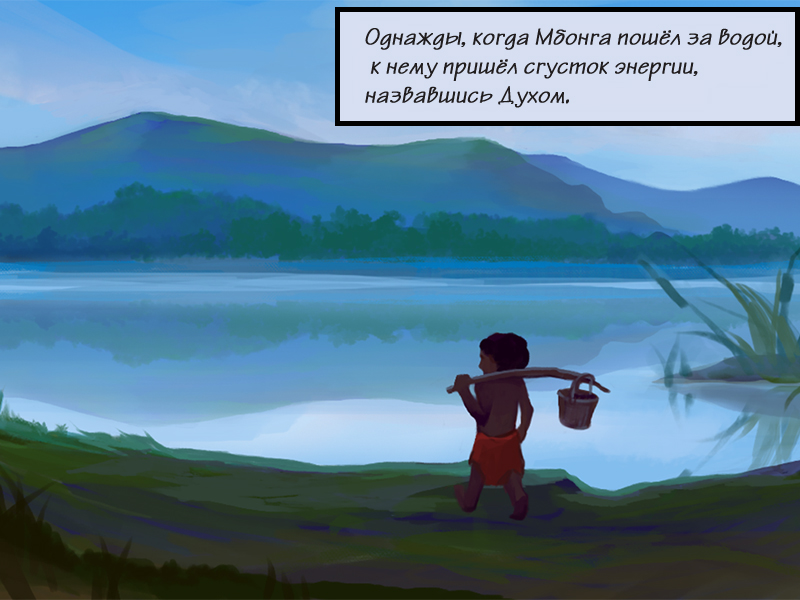 Однажды, когда Мбонга пошёл за водой,
к нему пришёл сгусток энергии,
назвавшись Духом.